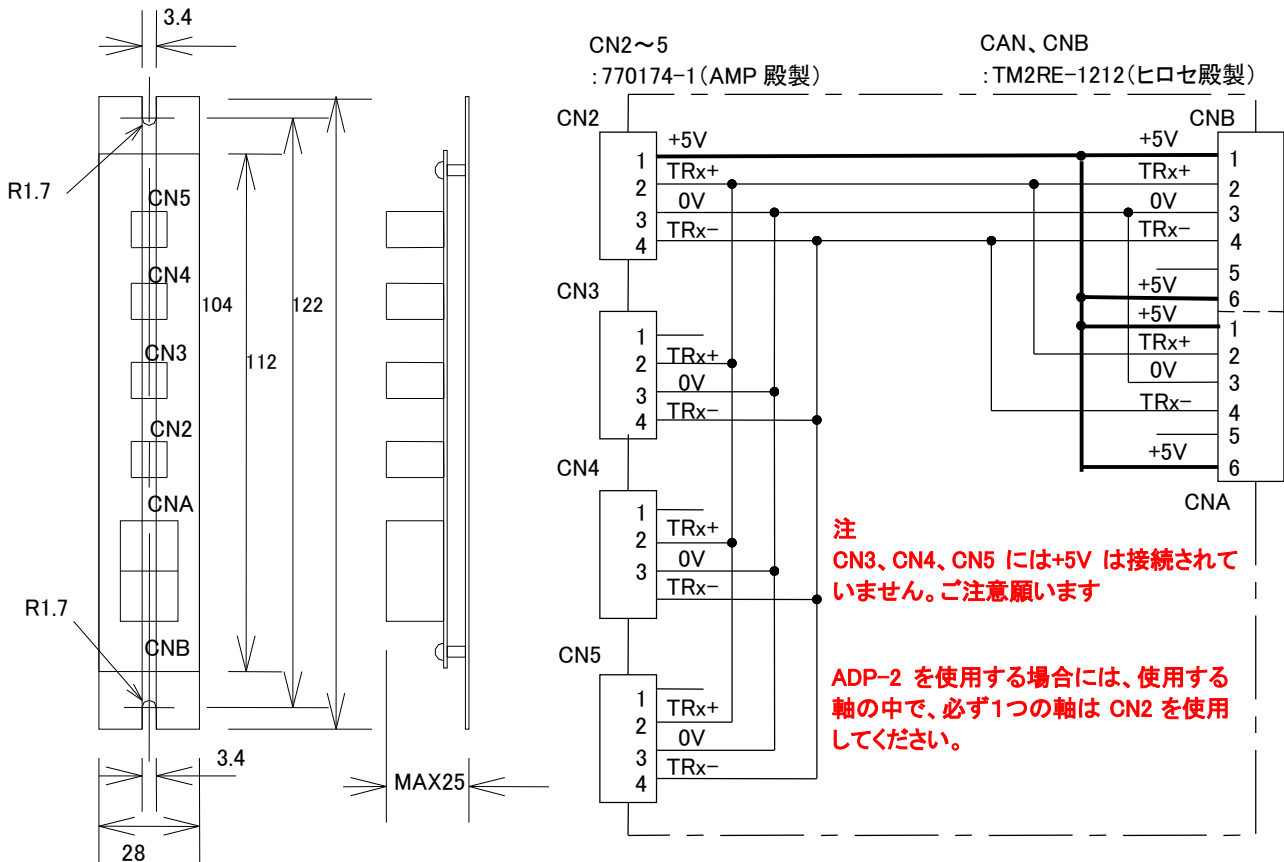 3.4
R1.7
CN5
CN4
CN3
CN2
CNA
CNB
R1.7
3.4
28
104
112
122
MAX25
CN2～5
:770174-1(AMP 殿製)
CAN、CNB
:TM2RE-1212(ヒロセ殿製)
CN2
1 +5V
2 TRx+
3 0V
4 TRx-
CN3
1
2 TRx+
3 0V
4 TRx-
CN4
1
2 TRx+
3 0V
TRx-
CN5
1
2 TRx+
3 0V
4 TRx-
CNB
+5V 1
TRx+ 2
0V 3
TRx- 4
5
+5V 6
+5V 1
TRx+ 2
0V 3
TRx- 4
5
+5V 6
CNA
注
CN3、CN4、CN5 には+5V は接続されて
いません。ご注意願います
ADP-2 を使用する場合には、使用する
軸の中で、必ず１つの軸は CN2 を使用
してください。